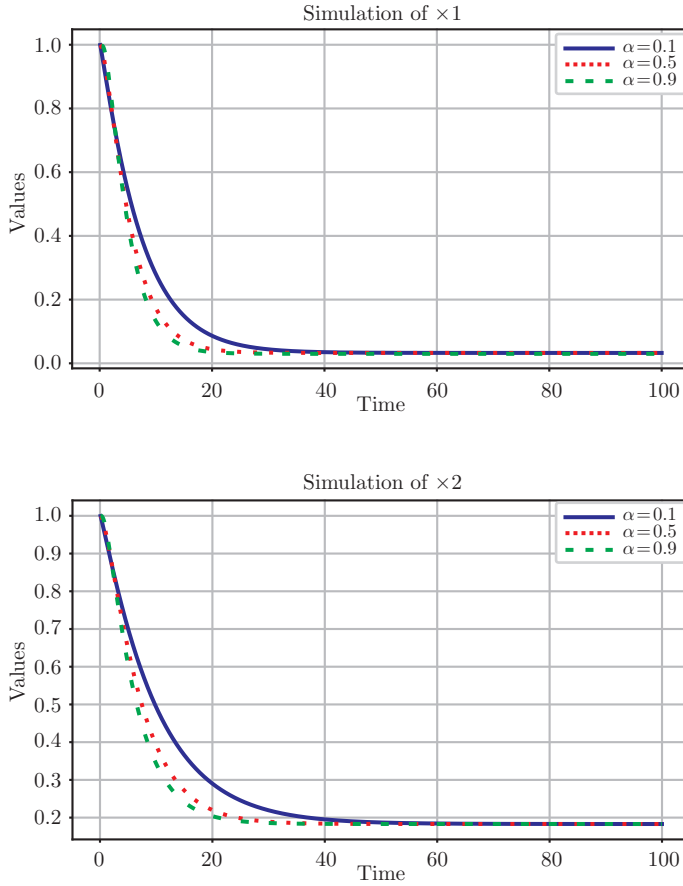 Simulation of ×1
1.0
0.8
0.6
0.4
0.2
0.0
Values
α=0.1
α=0.5
α=0.9
0 20 40 60 80 100
Time
Simulation of ×2
1.0
0.9
0.8
0.7
0.6
0.5
0.4
0.3
0.2
Values
α=0.1
α=0.5
α=0.9
0 20 40 60 80 100
Time